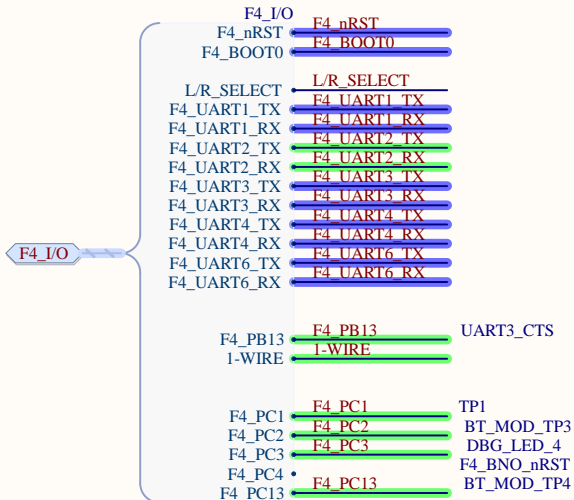 F4_I/O
F4_nRST F4_nRST
F4_BOOT0 F4_BOOT0
L/R_SELECT L/R_SELECT
F4_UART1_TX F4_UART1_TX
F4_UART1_RX F4_UART1_RX
F4_UART2_TX F4_UART2_TX
F4_UART2_RX F4_UART2_RX
F4_UART3_TX F4_UART3_TX
F4_UART3_RX F4_UART3_RX
F4_UART4_TX F4_UART4_TX
F4_UART4_RX F4_UART4_RX
F4_I/O
F4_UART6_TX F4_UART6_TX
F4_UART6_RX F4_UART6_RX
F4_PB13 F4_PB13 UART3_CTS
1-WIRE 1-WIRE
F4_PC1 F4_PC1 TP1
F4_PC2 F4_PC2 BT_MOD_TP3
F4_PC3 F4_PC3 DBG_LED_4
F4_PC4 F4_BNO_nRST
F4_PC13 F4_PC13 BT_MOD_TP4